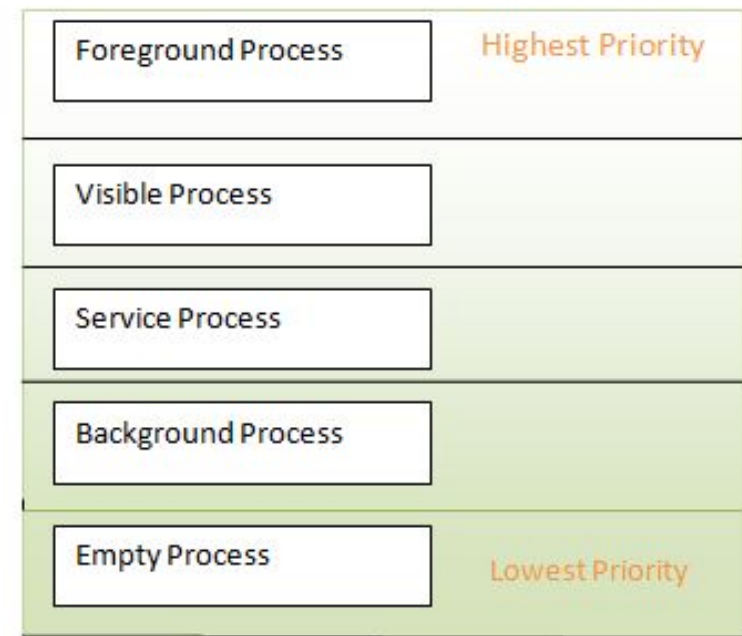 Foreground Process
Highest Priority
Visible Process
Service Process
Background Process
Empty Process
Lowest Priority